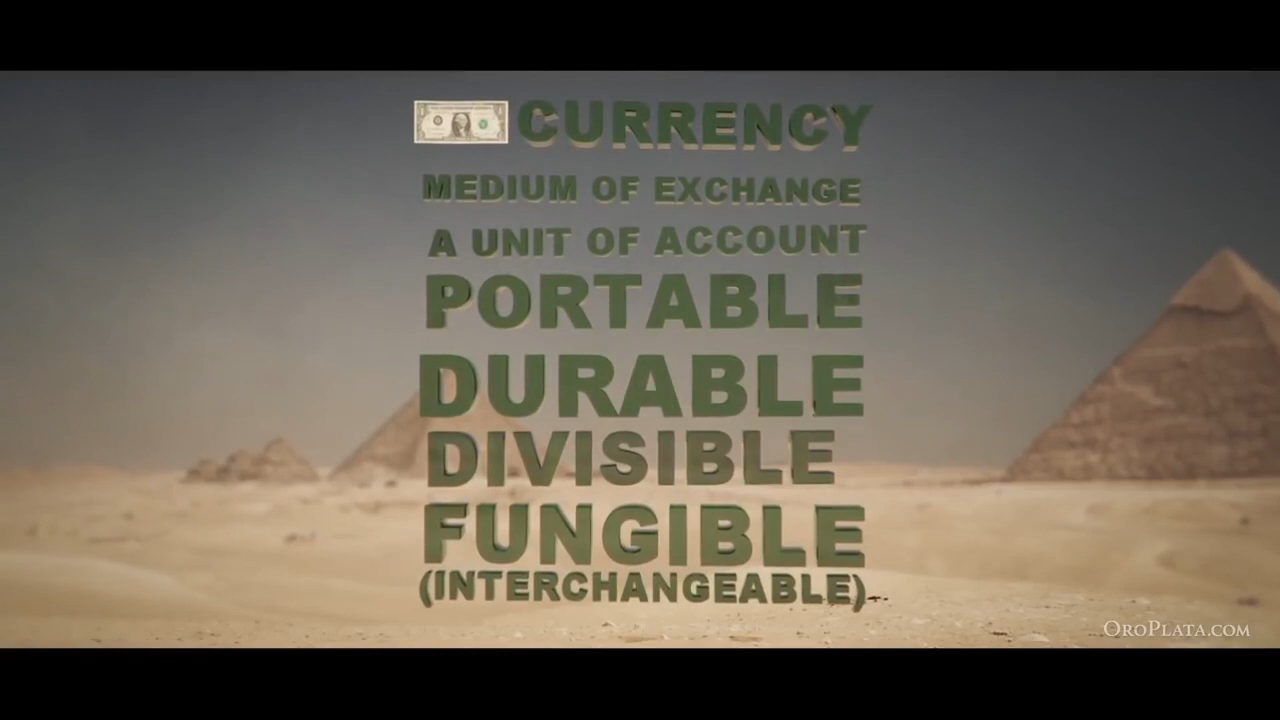 CURRENCY
MEDIUM OF EXCHANGE
A UNIT OF ACCOUNT
PORTABLE
DURABLE
DIVISIBLE
FUNGIBLE
(INTERCHANGEABLE)
OROPLATA.COM